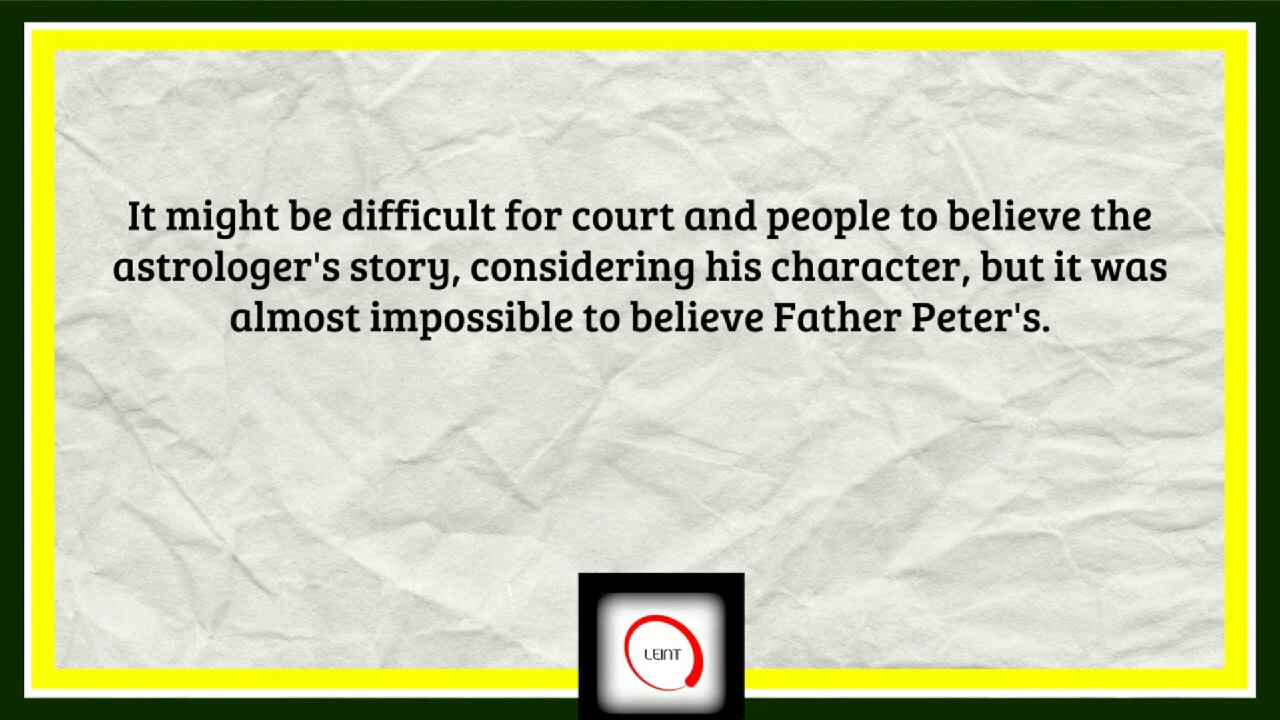 It might be difficult for court and people to believe the
astrologer's story, considering his character, but it was
almost impossible to believe Father Peter's.
LEINT